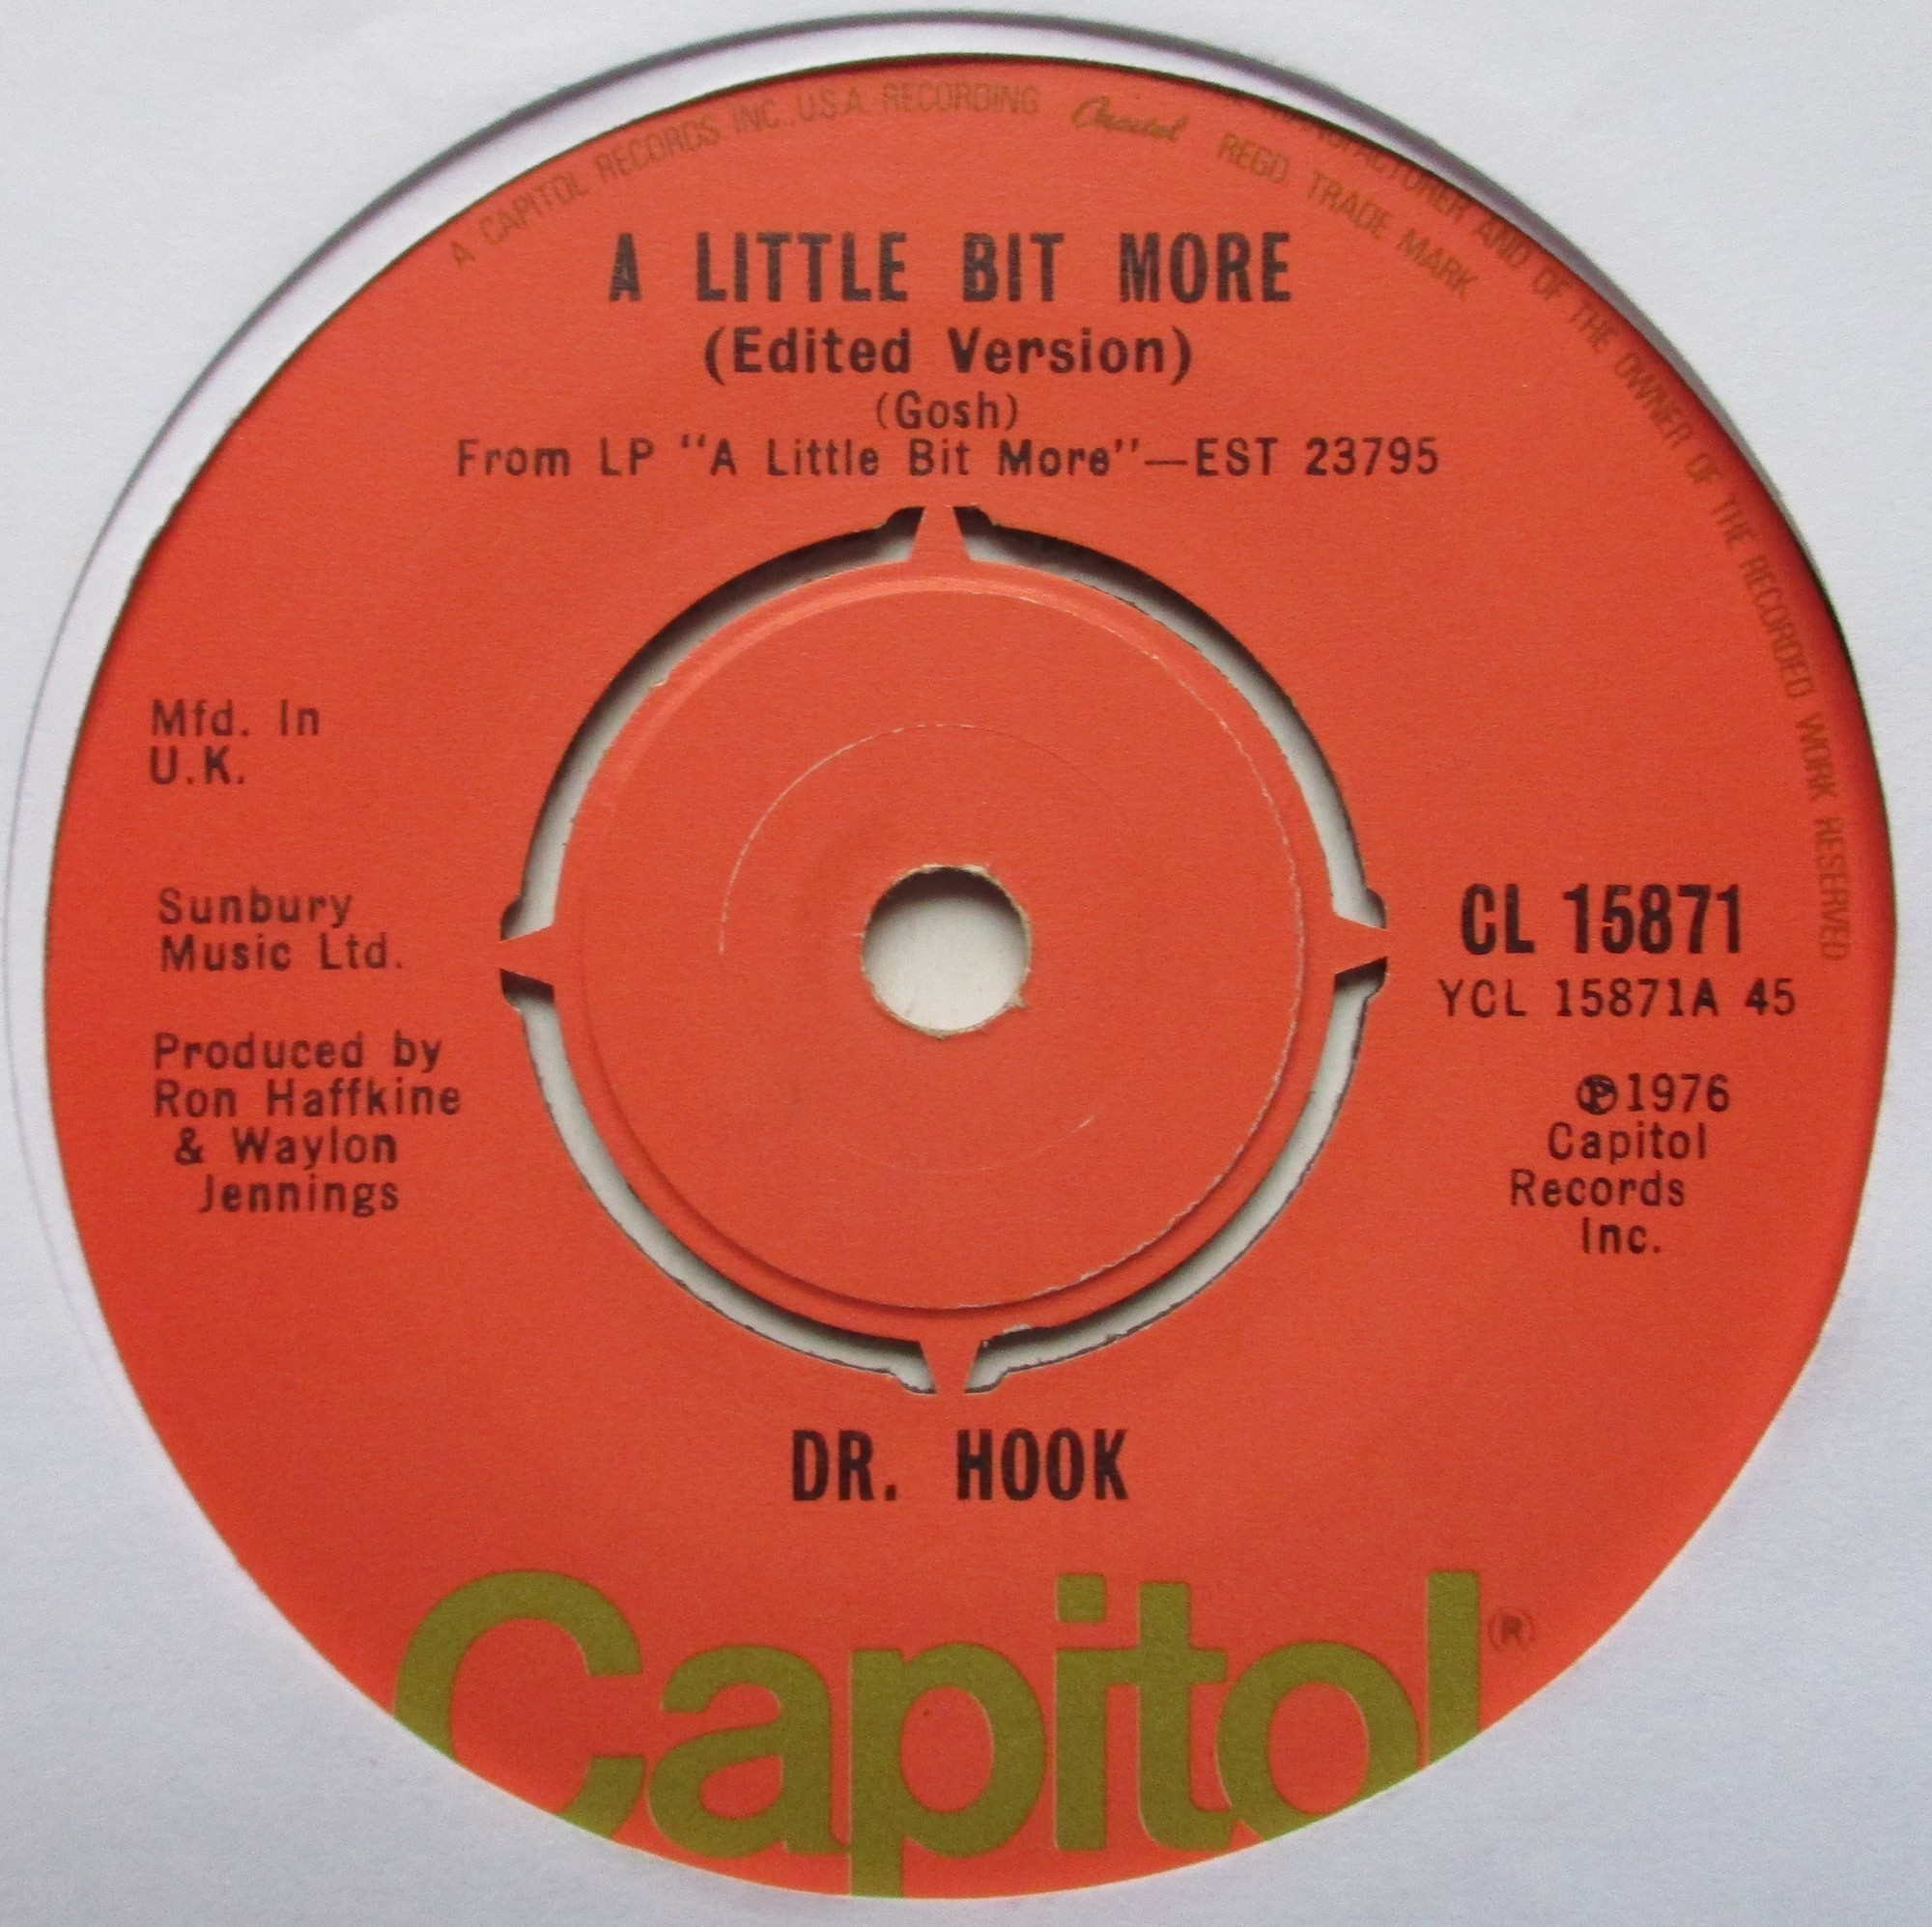 A CAPITOL RECORDS INC., U.S.A. RECORDING Capitol REGD. TRADE MARK
MANUFACTURER AND OF THE OWNER OF THE RECORDED WORK RESERVED
A LITTLE BIT MORE
(Edited Version)
(Gosh)
From LP "A Little Bit More"—EST 23795
Mfd. In
U.K.
Sunbury
Music Ltd.
Produced by
Ron Haffkine
& Waylon
Jennings
CL 15871
YCL 15871A 45
℗1976
Capitol
Records
Inc.
DR. HOOK
Capitol®